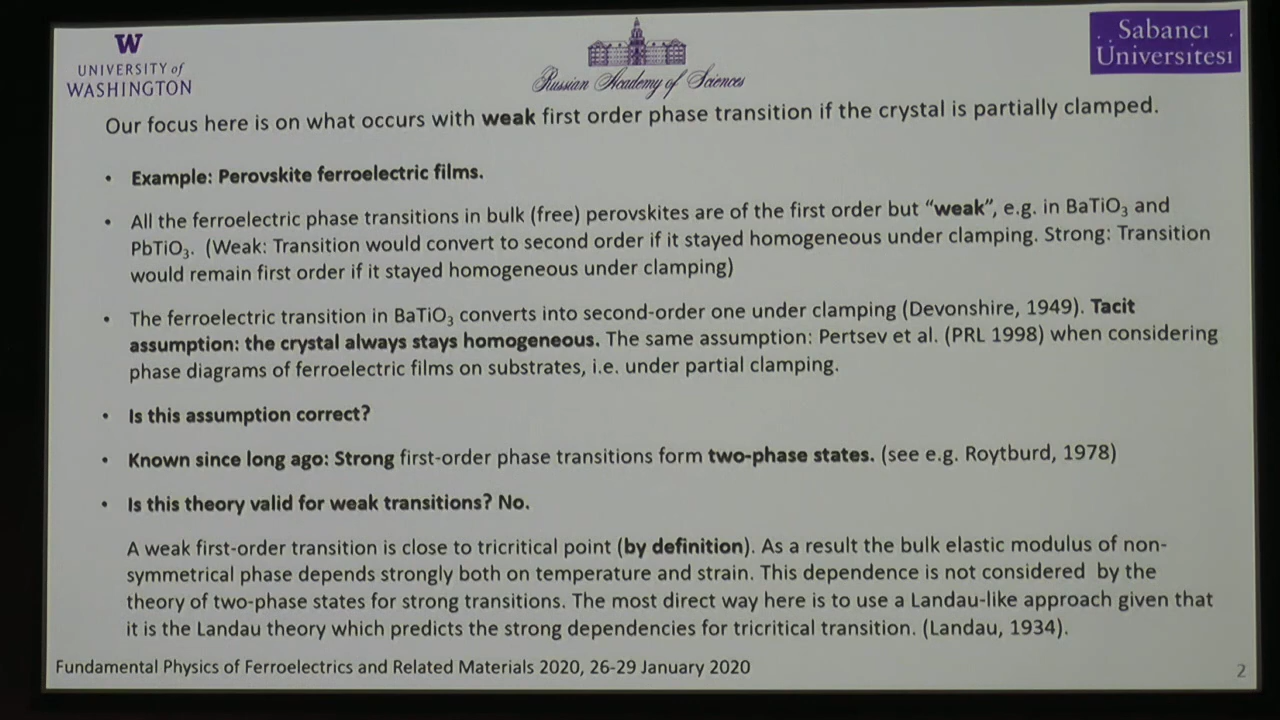 W
UNIVERSITY of
WASHINGTON
Russian Academy of Sciences
Sabancı
Üniversitesi
Our focus here is on what occurs with weak first order phase transition if the crystal is partially clamped.
• Example: Perovskite ferroelectric films.
• All the ferroelectric phase transitions in bulk (free) perovskites are of the first order but “weak”, e.g. in BaTiO₃ and
PbTiO₃. (Weak: Transition would convert to second order if it stayed homogeneous under clamping. Strong: Transition
would remain first order if it stayed homogeneous under clamping)
• The ferroelectric transition in BaTiO₃ converts into second-order one under clamping (Devonshire, 1949). Tacit
assumption: the crystal always stays homogeneous. The same assumption: Pertsev et al. (PRL 1998) when considering
phase diagrams of ferroelectric films on substrates, i.e. under partial clamping.
• Is this assumption correct?
• Known since long ago: Strong first-order phase transitions form two-phase states. (see e.g. Roytburd, 1978)
• Is this theory valid for weak transitions? No.
A weak first-order transition is close to tricritical point (by definition). As a result the bulk elastic modulus of non-
symmetrical phase depends strongly both on temperature and strain. This dependence is not considered by the
theory of two-phase states for strong transitions. The most direct way here is to use a Landau-like approach given that
it is the Landau theory which predicts the strong dependencies for tricritical transition. (Landau, 1934).
Fundamental Physics of Ferroelectrics and Related Materials 2020, 26-29 January 2020
2